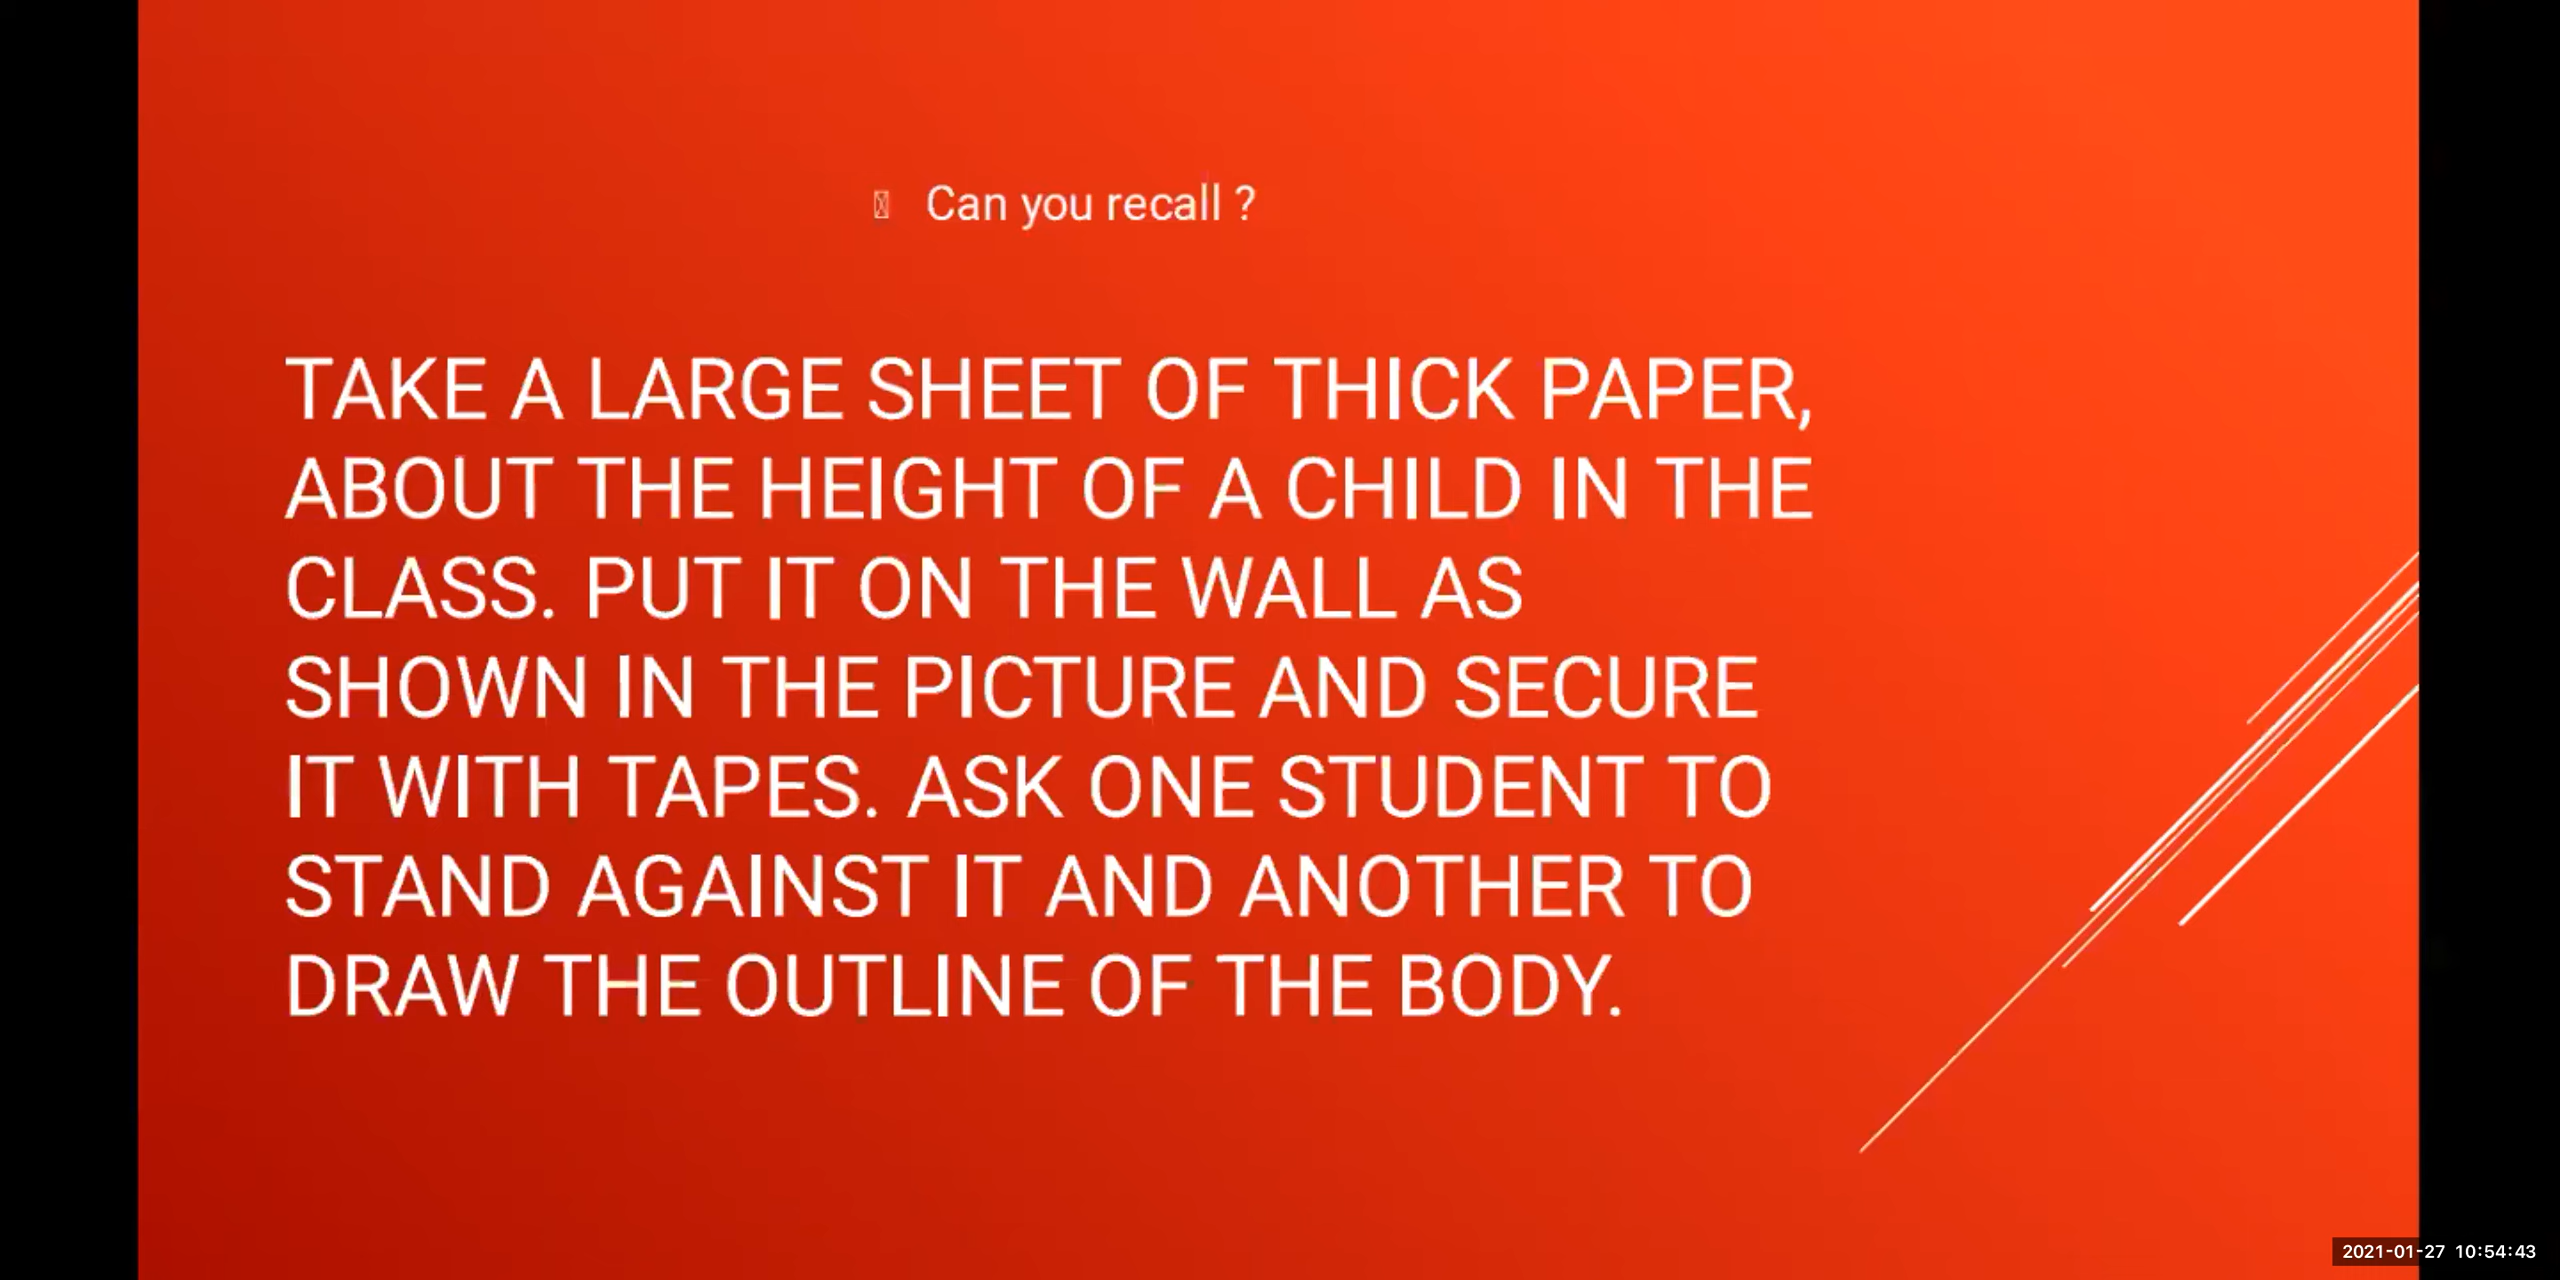 Can you recall ?
TAKE A LARGE SHEET OF THICK PAPER,
ABOUT THE HEIGHT OF A CHILD IN THE
CLASS. PUT IT ON THE WALL AS
SHOWN IN THE PICTURE AND SECURE
IT WITH TAPES. ASK ONE STUDENT TO
STAND AGAINST IT AND ANOTHER TO
DRAW THE OUTLINE OF THE BODY.
2021-01-27 10:54:43